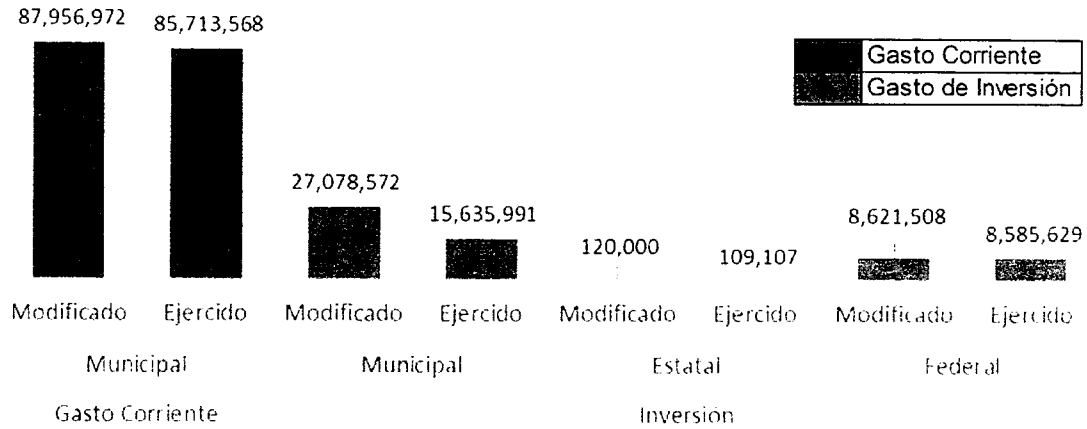 87,956,972 85,713,568
Gasto Corriente
Gasto de Inversión
27,078,572 15,635,991 120,000 109,107 8,621,508 8,585,629
Modificado Ejercido Modificado Ejercido Modificado Ejercido Modificado Ejercido
Municipal Municipal Estatal Federal
Gasto Corriente Inversión